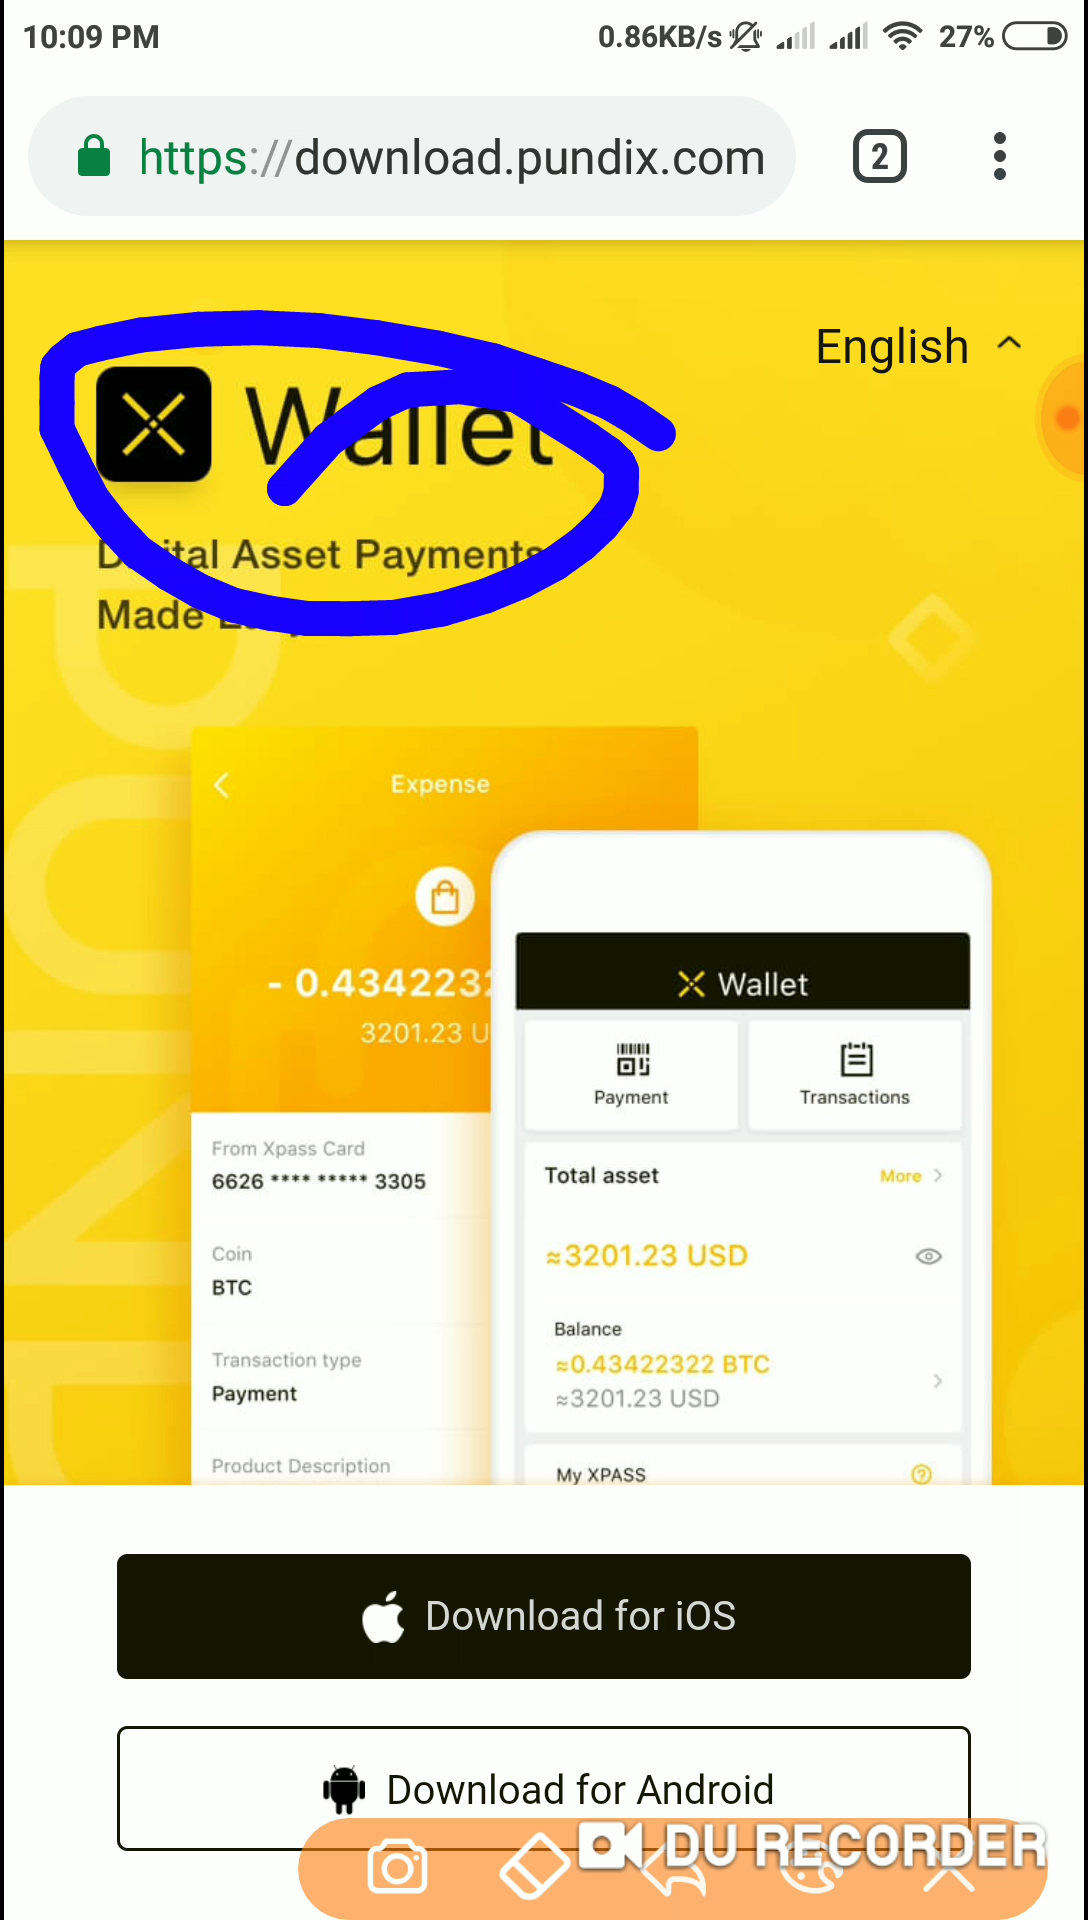 10:09 PM 0.86KB/s 27%
https://download.pundix.com 2
English
Wallet
Asset Payments
Made
Expense
3201.23
From Xpass Card
6626 **** ***** 3305
Coin
BTC
Transaction type
Payment
Product Description
Wallet
Payment Transactions
Total asset More
≈3201.23 USD
Balance
≈0.43422322 BTC
≈3201.23 USD
My XPASS
Download for iOS
Download for Android
DU RECORDER